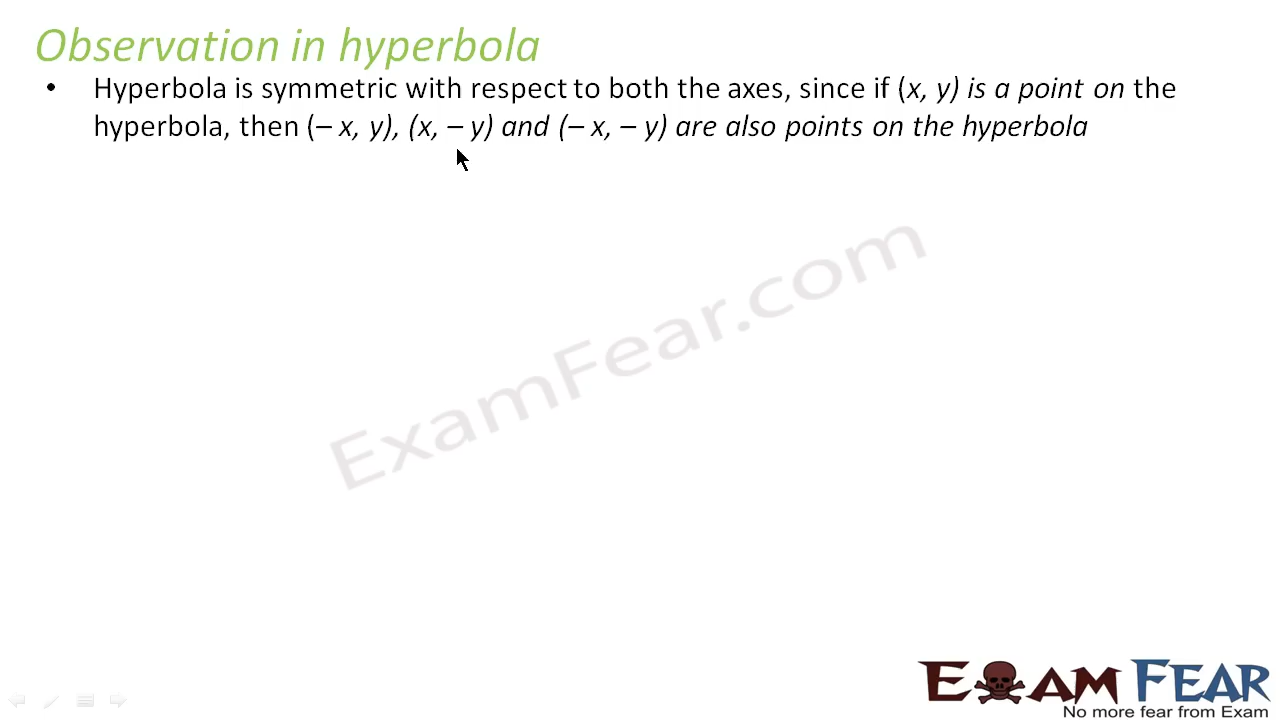 Observation in hyperbola
• Hyperbola is symmetric with respect to both the axes, since if (x, y) is a point on the
hyperbola, then (– x, y), (x, – y) and (– x, – y) are also points on the hyperbola
ExamFear.com
EXAM FEAR
No more fear from Exam